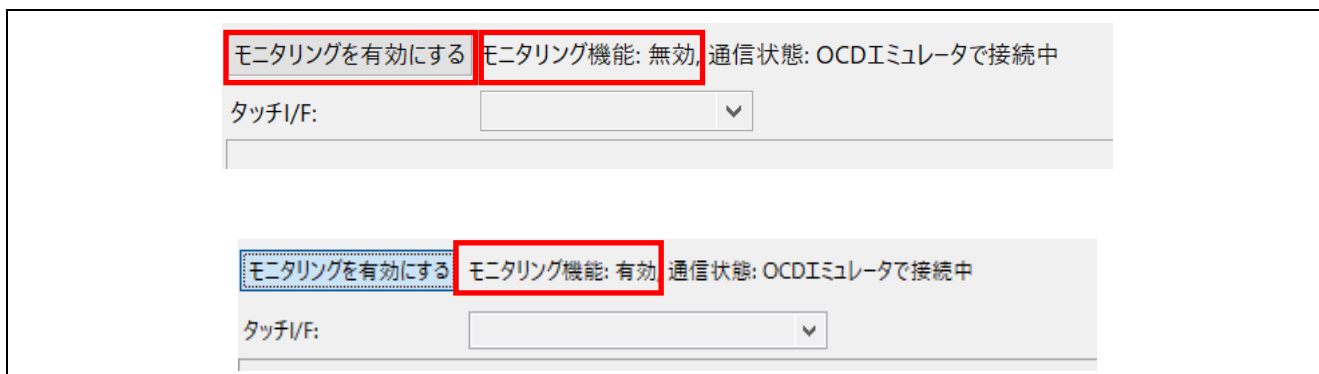 モニタリングを有効にする モニタリング機能: 無効, 通信状態: OCDエミュレータで接続中
タッチI/F:
モニタリングを有効にする モニタリング機能: 有効, 通信状態: OCDエミュレータで接続中
タッチI/F: